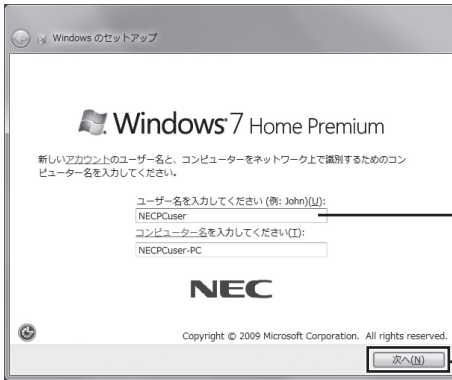 Windows のセットアップ
Windows 7 Home Premium
新しいアカウントのユーザー名と、コンピューターをネットワーク上で識別するためのコン
ピューター名を入力してください。
ユーザー名を入力してください (例: John)(U):
NECPCuser
コンピューター名を入力してください(T):
NECPCuser-PC
NEC
Copyright © 2009 Microsoft Corporation. All rights reserved.
次へ(N)